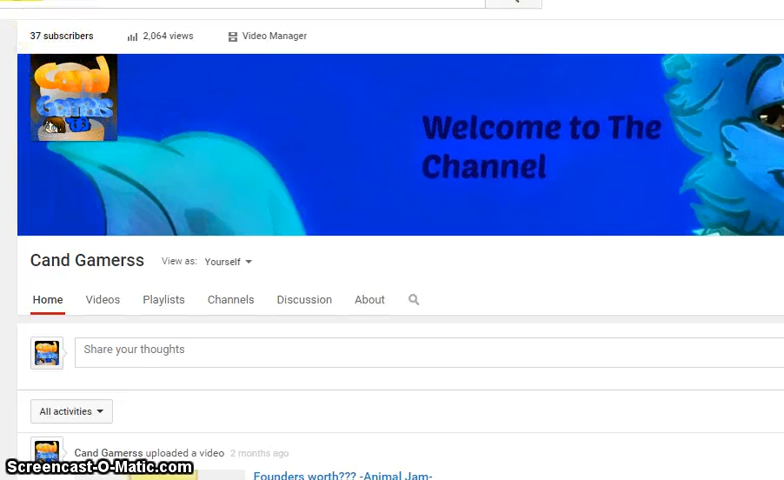 37 subscribers
2,064 views
Video Manager
Cand
Gamerss
Welcome to The
Channel
Cand Gamerss
View as: Yourself
Home Videos Playlists Channels Discussion About
Share your thoughts
All activities
Cand Gamerss uploaded a video 2 months ago
Screencast-O-Matic.com
Founders worth??? -Animal Jam-